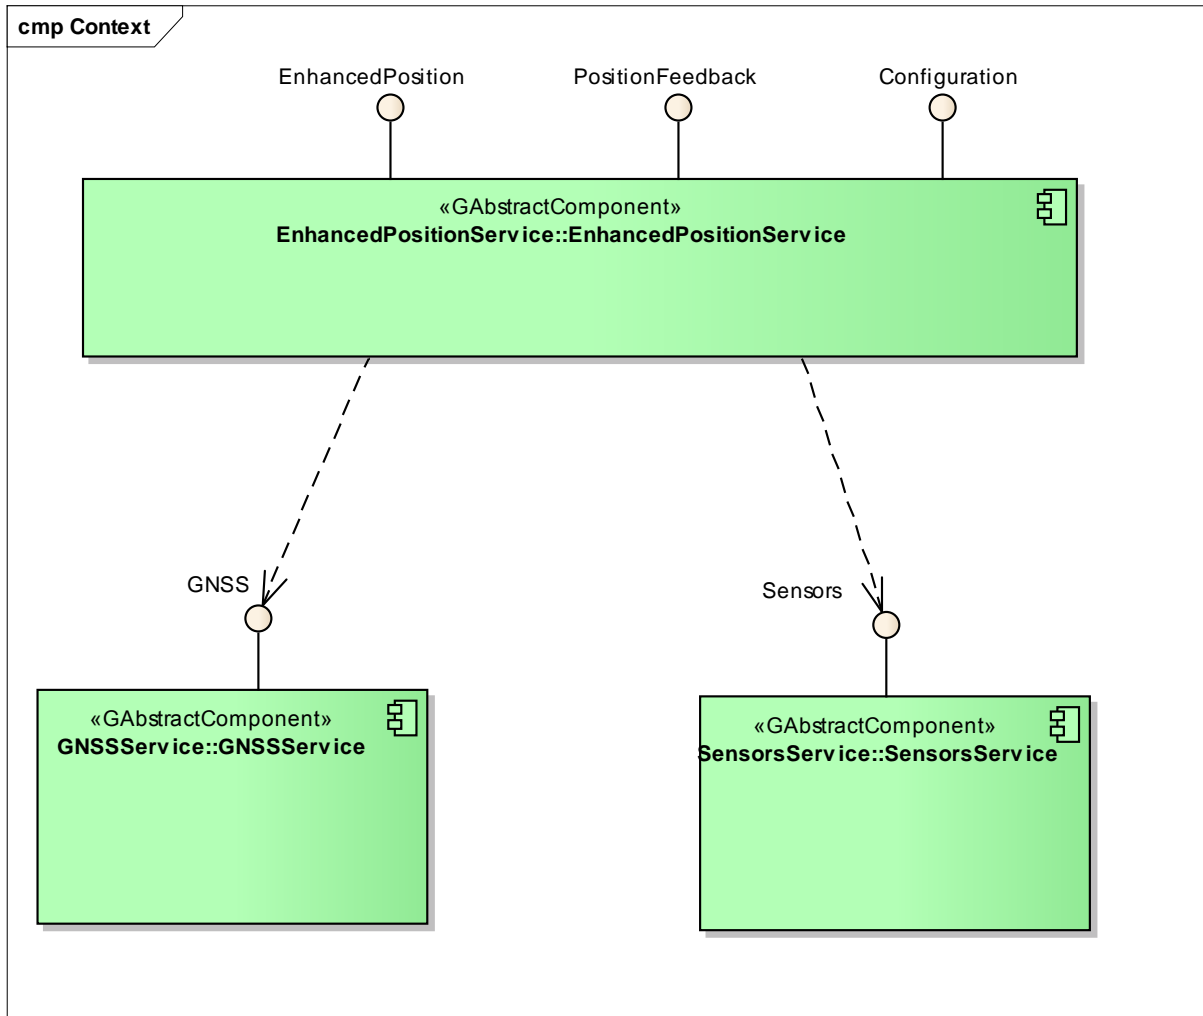 cmp Context
EnhancedPosition
PositionFeedback
Configuration
«GAbstractComponent»
EnhancedPositionService::EnhancedPositionService
GNSS
Sensors
«GAbstractComponent»
GNSSService::GNSSService
«GAbstractComponent»
SensorsService::SensorsService